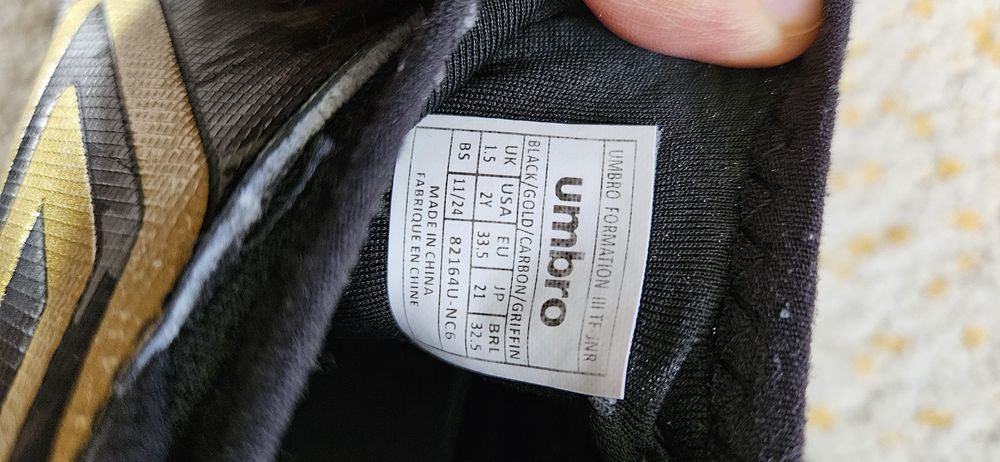 UMBRO FORMATION III TF JNR
umbro
BLACK/GOLD/CARBON/GRIFFIN
UK USA EU JP BRL
1.5 2Y 33.5 21 32.5
BS 11/24 82164U-NC6
MADE IN CHINA
FABRIQUE EN CHINE